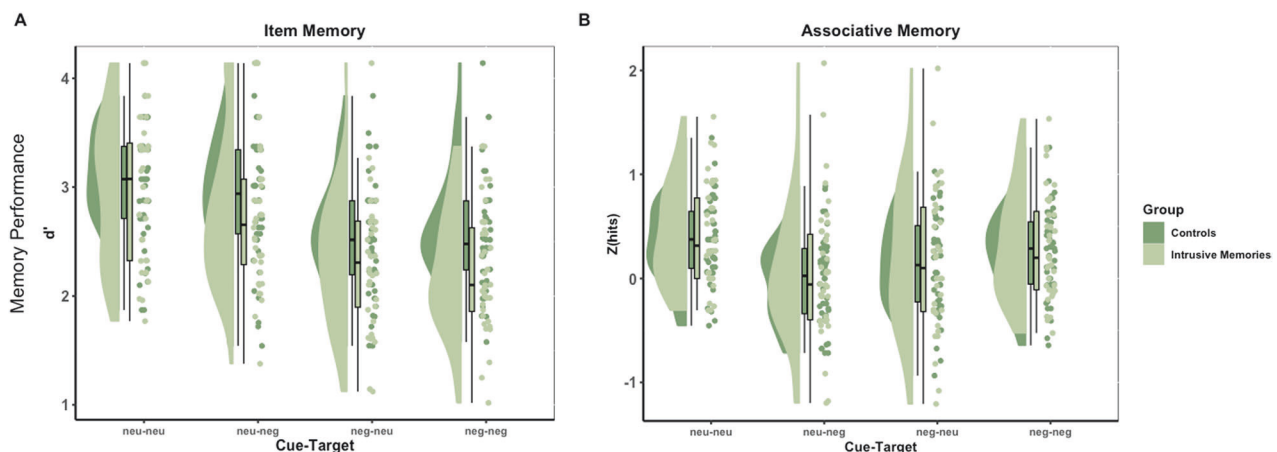 A
Item Memory
Memory Performance
d'
4
3
2
1
neu-neu neu-neg neg-neu neg-neg
Cue-Target
B
Associative Memory
Z(hits)
2
1
0
-1
neu-neu neu-neg neg-neu neg-neg
Cue-Target
Group
Controls
Intrusive Memories